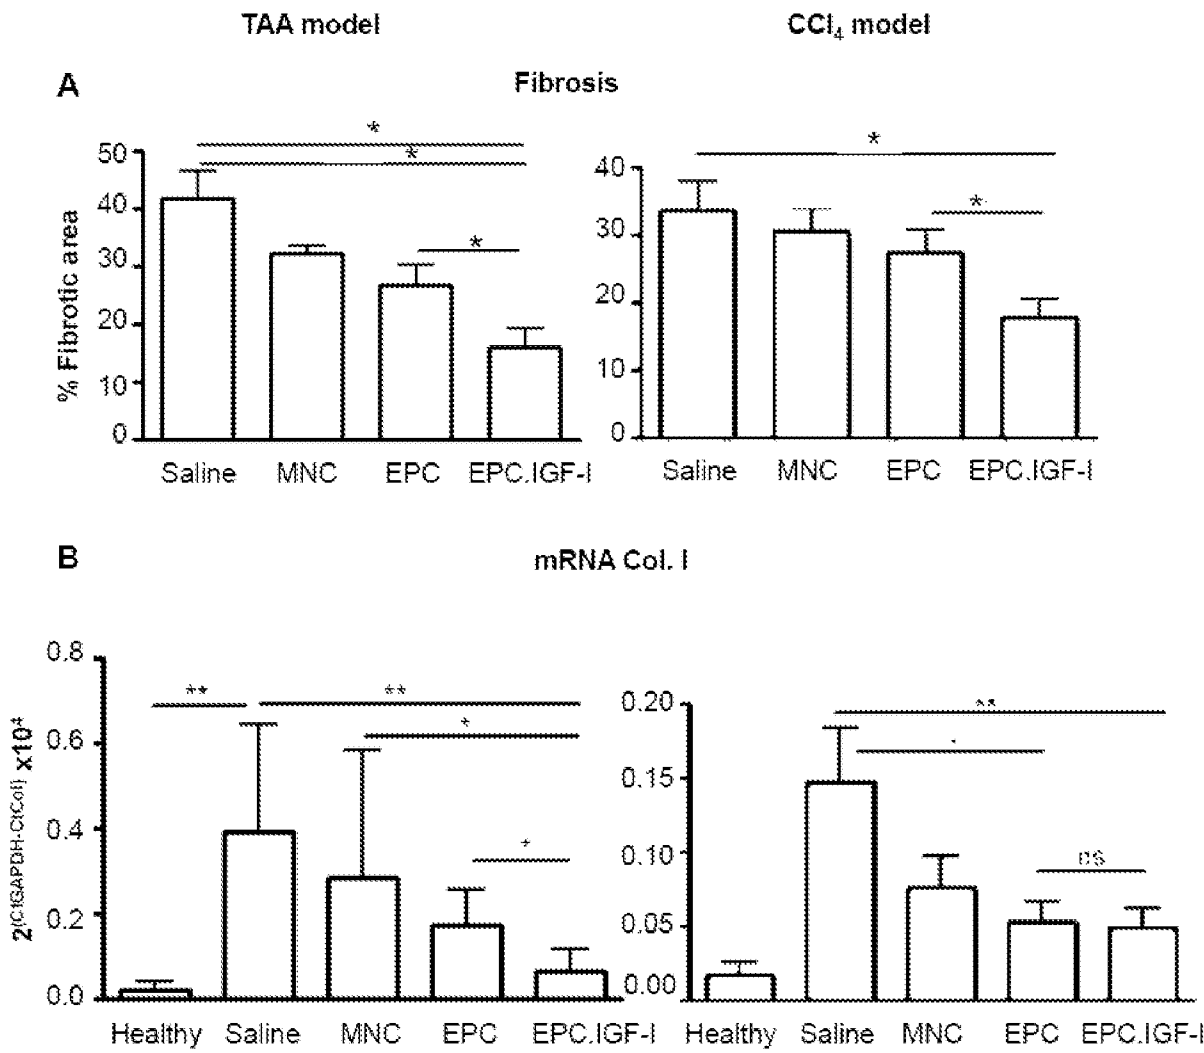 TAA model
CCl4 model
A
Fibrosis
% Fibrotic area
50
40
30
20
10
0
*
*
*
Saline MNC EPC EPC.IGF-I
40
30
20
10
0
*
*
Saline MNC EPC EPC.IGF-I
B
mRNA Col. I
2(CtGAPDH-CtCol) x104
0.8
0.6
0.4
0.2
0.0
**
**
*
*
Healthy Saline MNC EPC EPC.IGF-I
0.20
0.15
0.10
0.05
0.00
**
*
ns
Healthy Saline MNC EPC EPC.IGF-I